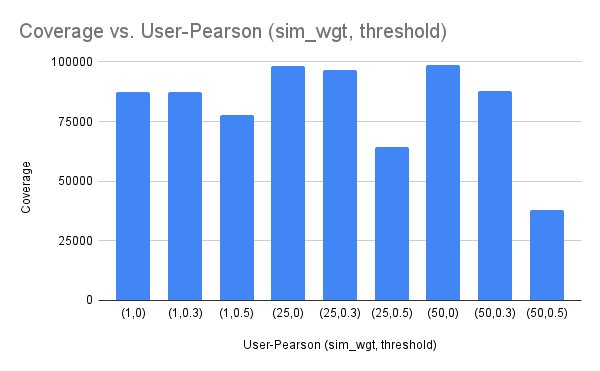 Coverage vs. User-Pearson (sim_wgt, threshold)
100000
75000
50000
25000
0
Coverage
(1,0) (1,0.3) (1,0.5) (25,0) (25,0.3) (25,0.5) (50,0) (50,0.3) (50,0.5)
User-Pearson (sim_wgt, threshold)